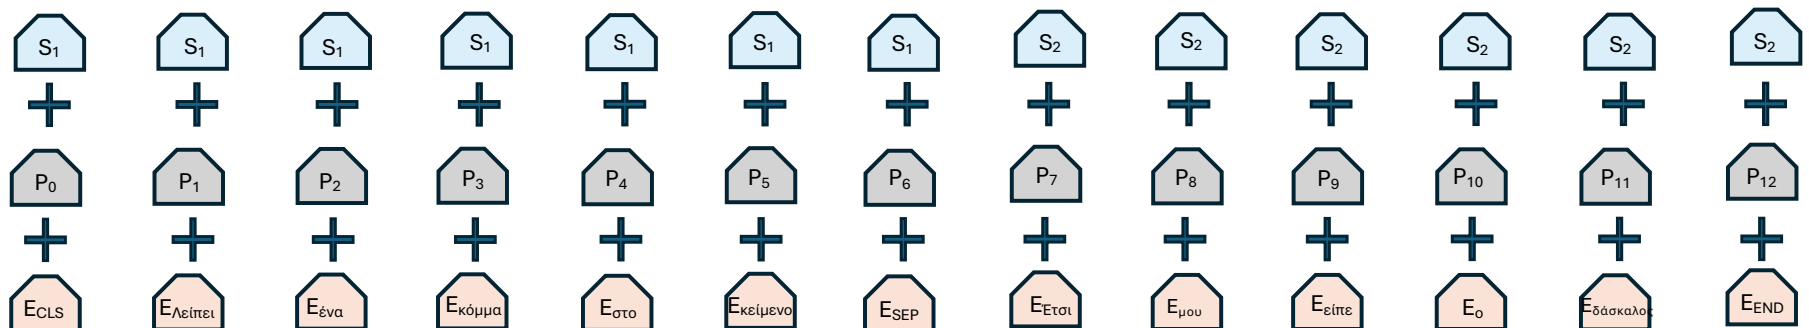 S1 S1 S1 S1 S1 S1 S1 S2 S2 S2 S2 S2 S2
P0 P1 P2 P3 P4 P5 P6 P7 P8 P9 P10 P11 P12
ECLS EΛείπει Eένα Eκόμμα Eστο Eκείμενο ESEP EΈτσι Eμου Eείπε Eο Eδάσκαλος EEND